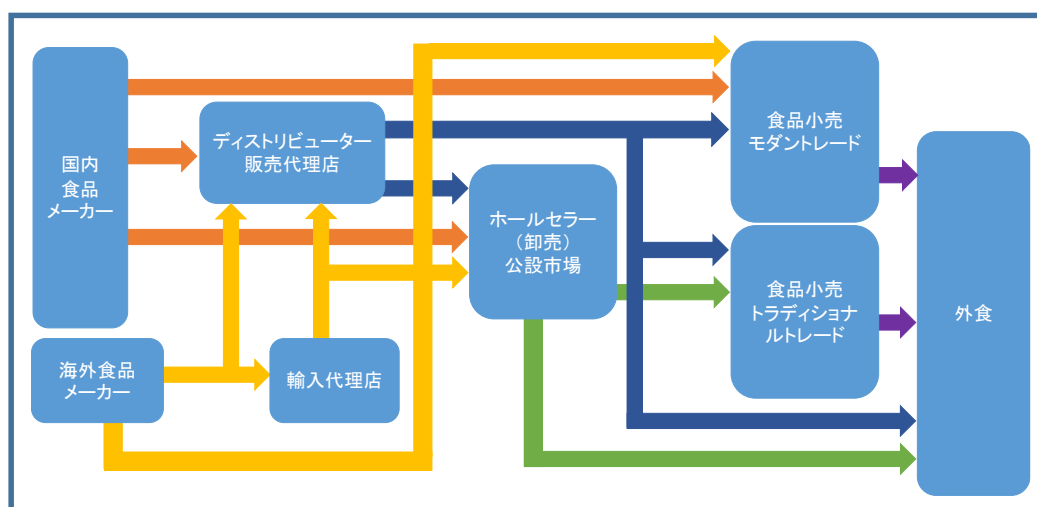 国内
食品
メーカー
ディストリビューター
販売代理店
ホールセラー
（卸売）
公設市場
食品小売
モダントレード
食品小売
トラディショナ
ルトレード
外食
海外食品
メーカー
輸入代理店